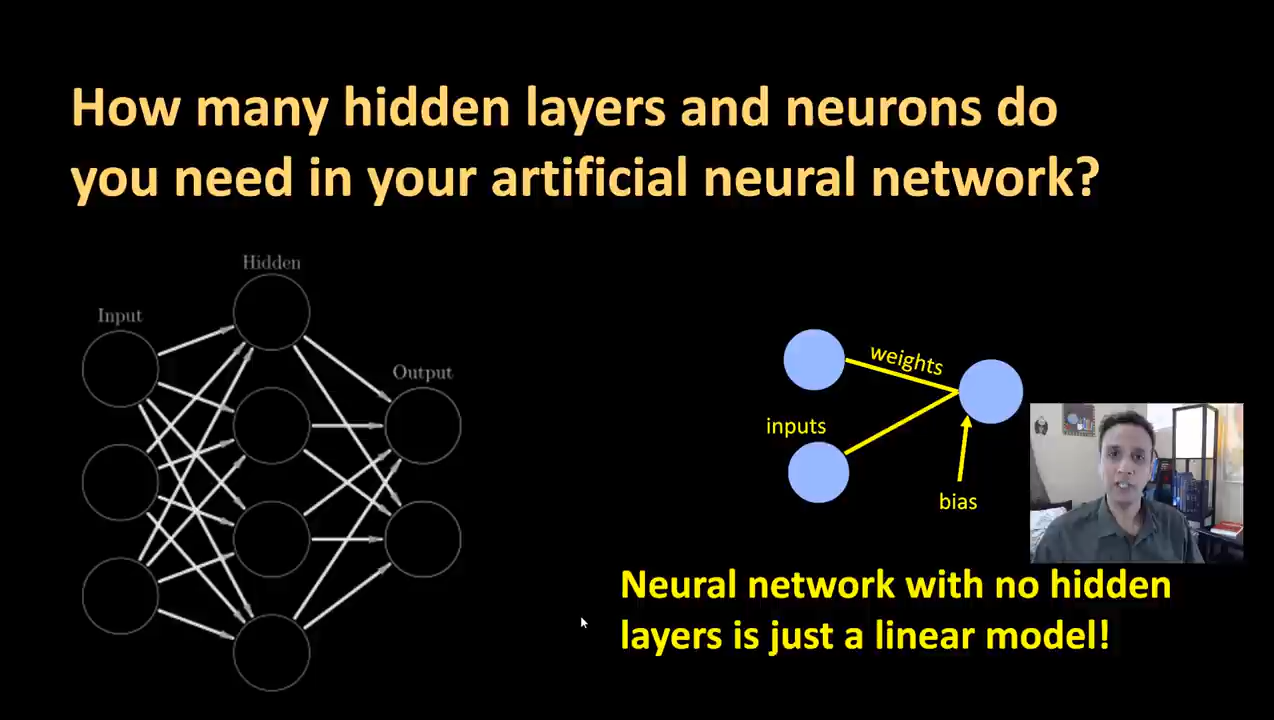 How many hidden layers and neurons do
you need in your artificial neural network?
Hidden
Input
Output
weights
inputs
bias
Neural network with no hidden
layers is just a linear model!